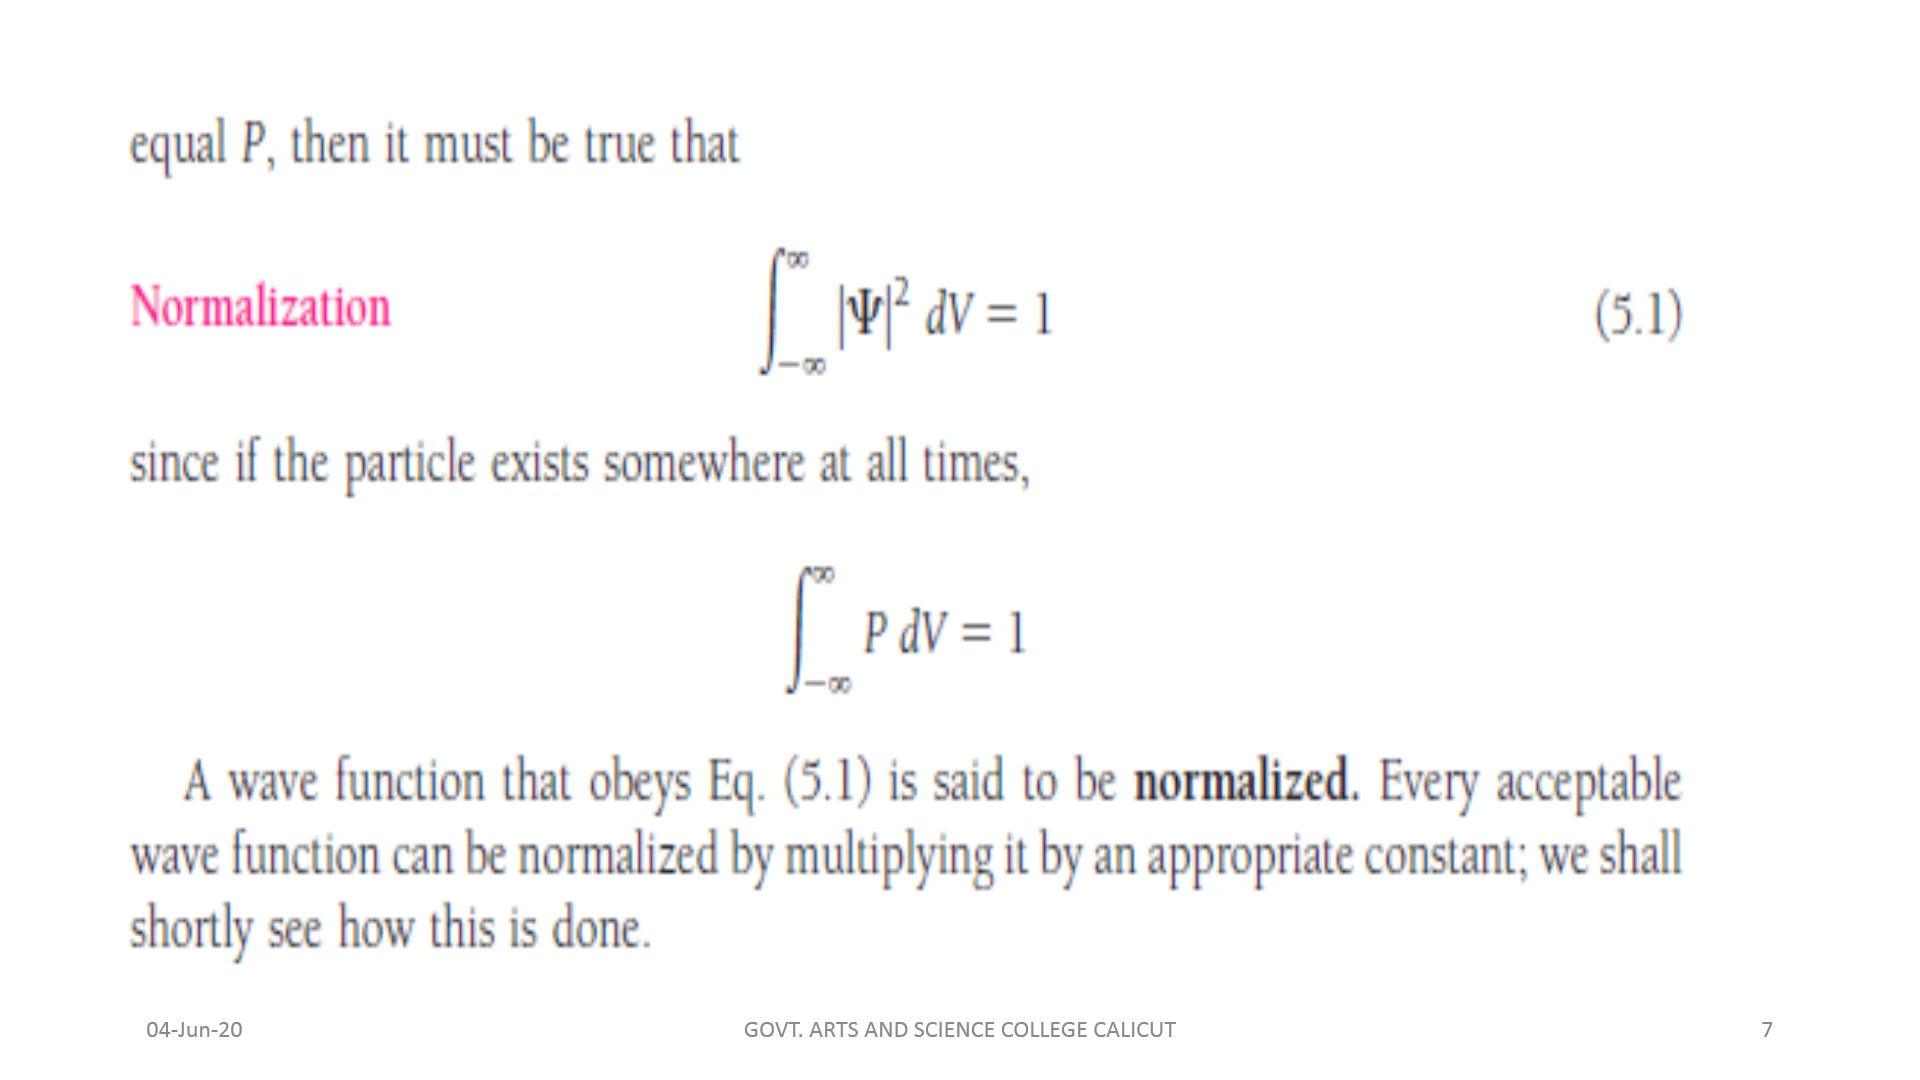 equal P, then it must be true that
Normalization ∫_{−∞}^{∞} |Ψ|² dV = 1 (5.1)
since if the particle exists somewhere at all times,
∫_{−∞}^{∞} P dV = 1
A wave function that obeys Eq. (5.1) is said to be normalized. Every acceptable
wave function can be normalized by multiplying it by an appropriate constant; we shall
shortly see how this is done.
04-Jun-20 GOVT. ARTS AND SCIENCE COLLEGE CALICUT 7